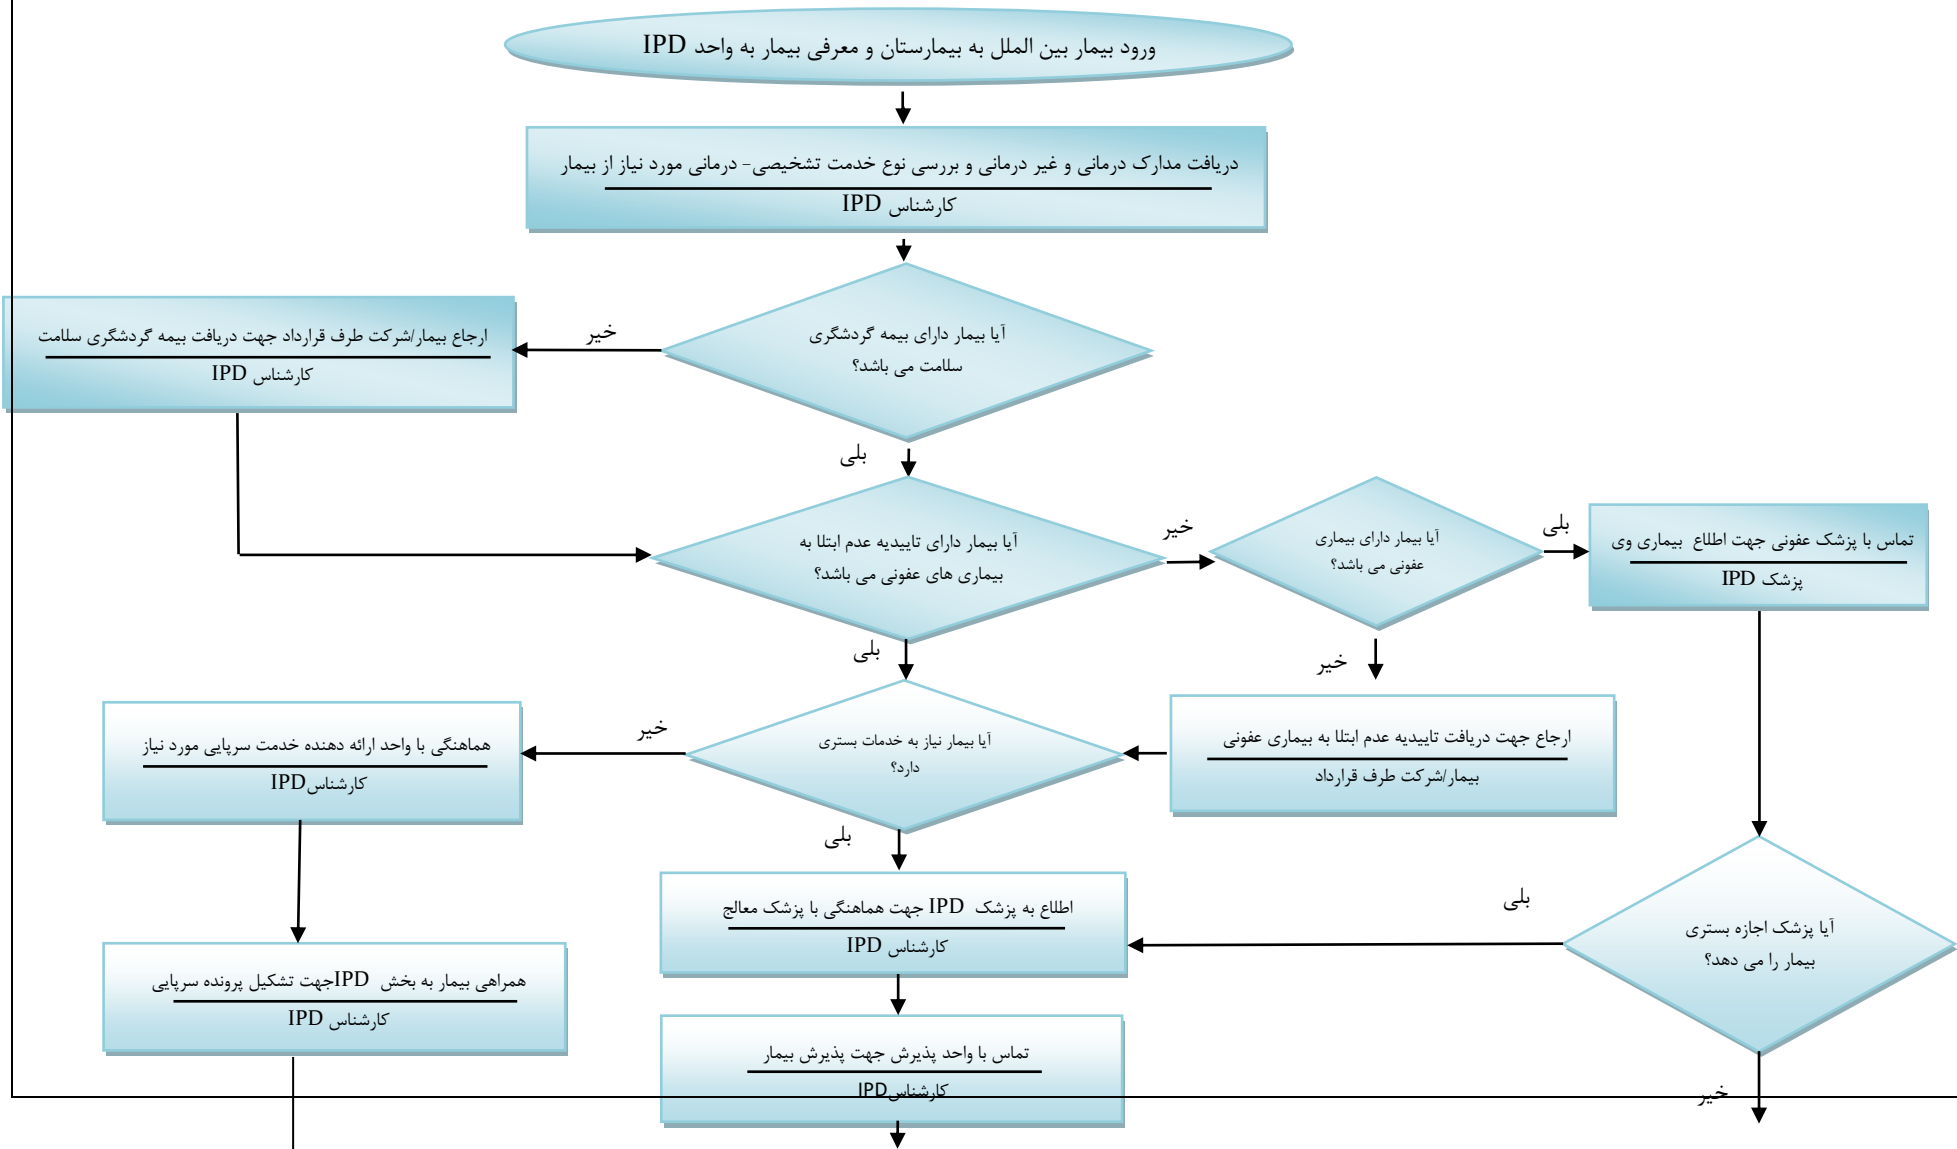 ورود بیمار بین الملل به بیمارستان و معرفی بیمار به واحد IPD
دریافت مدارک درمانی و غیر درمانی و بررسی نوع خدمت تشخیصی- درمانی مورد نیاز از بیمار
کارشناس IPD
آیا بیمار دارای بیمه گردشگری
سلامت می باشد؟
خیر
ارجاع بیمار/شرکت طرف قرارداد جهت دریافت بیمه گردشگری سلامت
کارشناس IPD
بلی
آیا بیمار دارای تاییدیه عدم ابتلا به
بیماری های عفونی می باشد؟
خیر
آیا بیمار دارای بیماری
عفونی می باشد؟
بلی
تماس با پزشک عفونی جهت اطلاع بیماری وی
پزشک IPD
بلی
خیر
ارجاع جهت دریافت تاییدیه عدم ابتلا به بیماری عفونی
بیمار/شرکت طرف قرارداد
آیا بیمار نیاز به خدمات بستری
دارد؟
خیر
هماهنگی با واحد ارائه دهنده خدمت سرپایی مورد نیاز
کارشناسIPD
بلی
اطلاع به پزشک IPD جهت هماهنگی با پزشک معالج
کارشناس IPD
بلی
آیا پزشک اجازه بستری
بیمار را می دهد؟
همراهی بیمار به بخش IPDجهت تشکیل پرونده سرپایی
کارشناس IPD
تماس با واحد پذیرش جهت پذیرش بیمار
کارشناسIPD
خیر